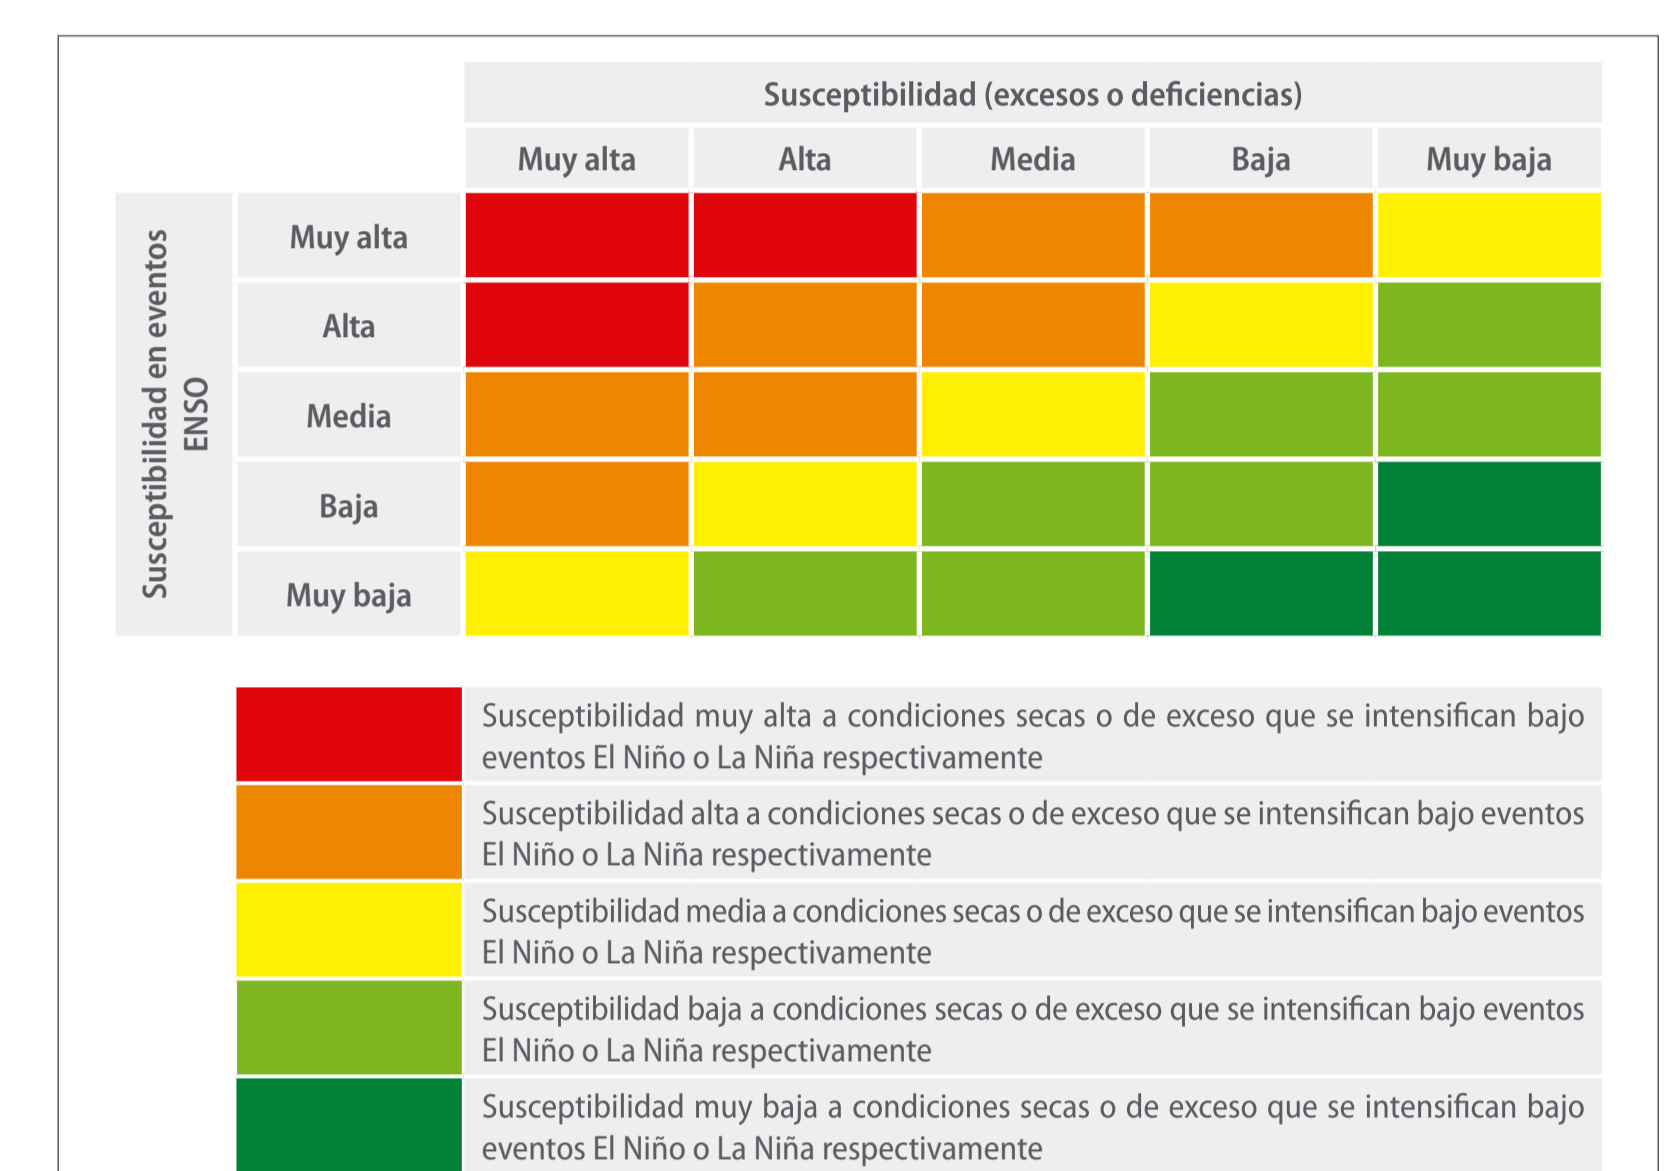 Susceptibilidad (excesos o deficiencias)
Muy alta Alta Media Baja Muy baja
Susceptibilidad en eventos
ENSO
Muy alta
Alta
Media
Baja
Muy baja
Susceptibilidad muy alta a condiciones secas o de exceso que se intensifican bajo
eventos El Niño o La Niña respectivamente
Susceptibilidad alta a condiciones secas o de exceso que se intensifican bajo eventos
El Niño o La Niña respectivamente
Susceptibilidad media a condiciones secas o de exceso que se intensifican bajo eventos
El Niño o La Niña respectivamente
Susceptibilidad baja a condiciones secas o de exceso que se intensifican bajo eventos
El Niño o La Niña respectivamente
Susceptibilidad muy baja a condiciones secas o de exceso que se intensifican bajo
eventos El Niño o La Niña respectivamente